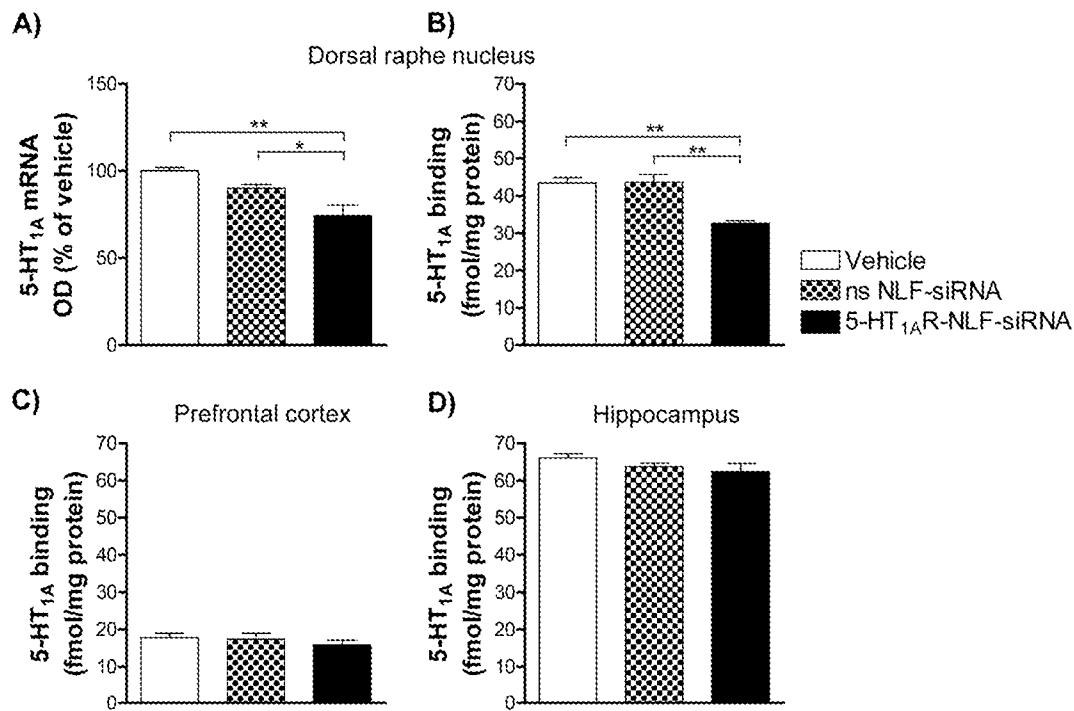 A)
B)
Dorsal raphe nucleus
5-HT1A mRNA
OD (% of vehicle)
150
100
50
0
**
*
5-HT1A binding
(fmol/mg protein)
70
60
50
40
30
20
10
0
**
**
Vehicle
ns NLF-siRNA
5-HT1AR-NLF-siRNA
C)
Prefrontal cortex
5-HT1A binding
(fmol/mg protein)
70
60
50
40
30
20
10
0
D)
Hippocampus
5-HT1A binding
(fmol/mg protein)
70
60
50
40
30
20
10
0